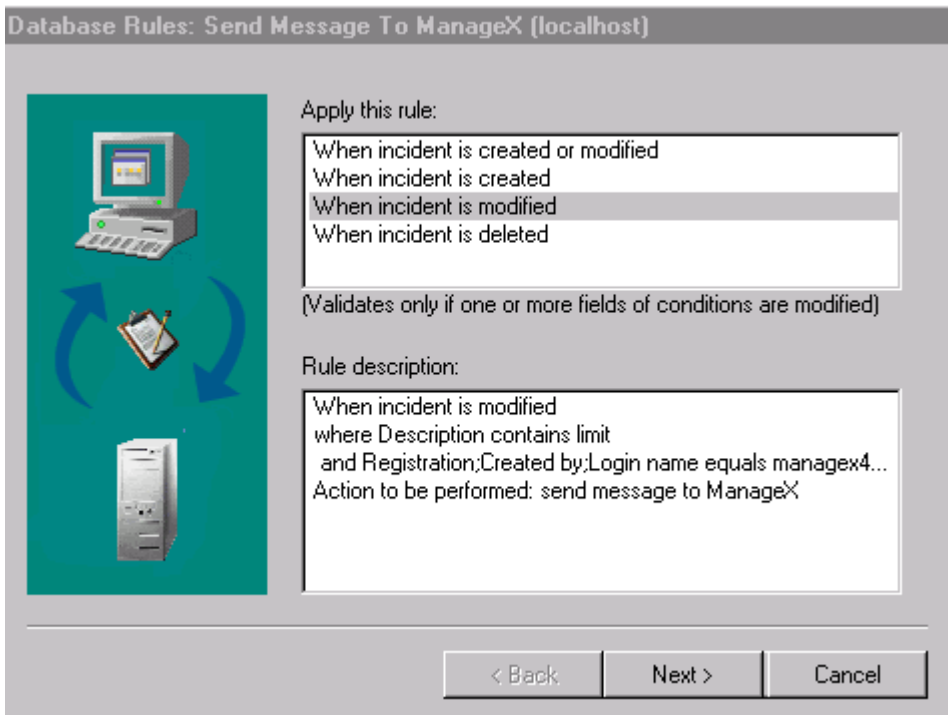 Database Rules: Send Message To ManageX (localhost)
Apply this rule:
When incident is created or modified
When incident is created
When incident is modified
When incident is deleted
(Validates only if one or more fields of conditions are modified)
Rule description:
When incident is modified
where Description contains limit
and Registration;Created by;Login name equals managex4...
Action to be performed: send message to ManageX
< Back
Next >
Cancel